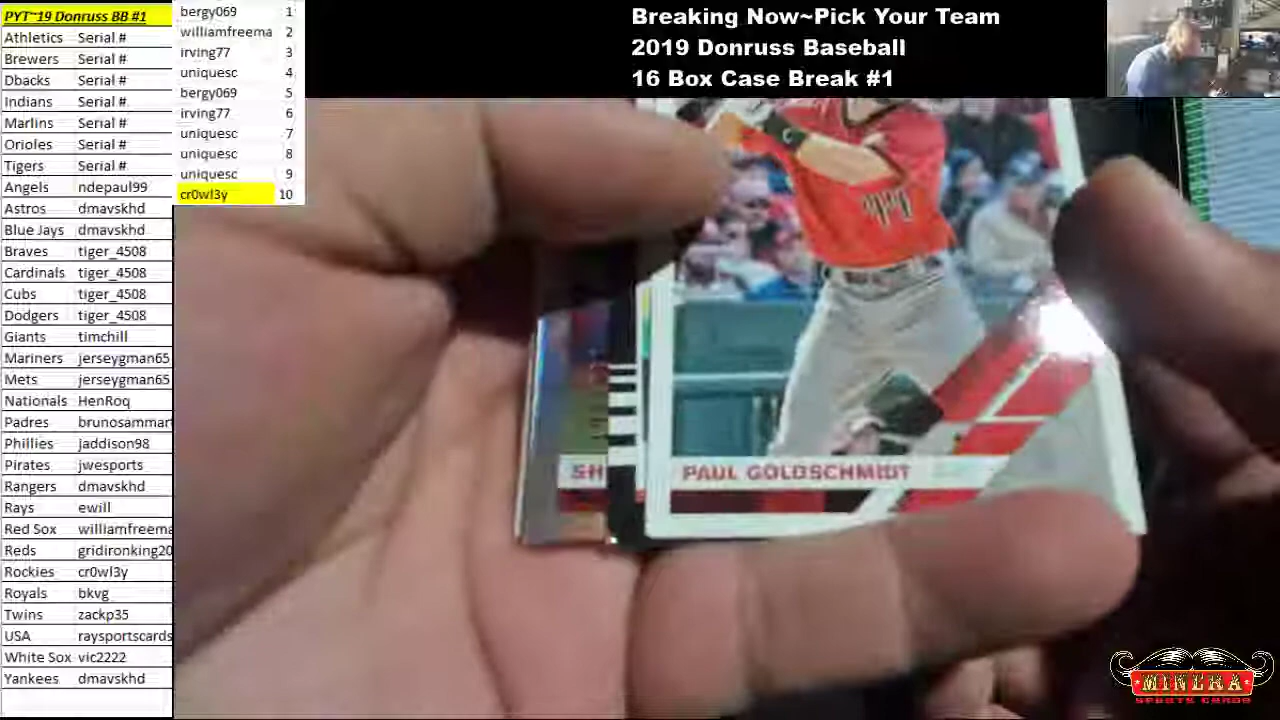 PYT~19 Donruss BB #1
Athletics Serial #
Brewers Serial #
Dbacks Serial #
Indians Serial #
Marlins Serial #
Orioles Serial #
Tigers Serial #
Angels ndepaul99
Astros dmavskhd
Blue Jays dmavskhd
Braves tiger_4508
Cardinals tiger_4508
Cubs tiger_4508
Dodgers tiger_4508
Giants timchill
Mariners jerseygman65
Mets jerseygman65
Nationals HenRoq
Padres brunosammar
Phillies jaddison98
Pirates jwesports
Rangers dmavskhd
Rays ewill
Red Sox williamfreema
Reds gridironking20
Rockies cr0wl3y
Royals bkvg
Twins zackp35
USA raysportscards
White Sox vic2222
Yankees dmavskhd
bergy069 1
williamfreema 2
irving77 3
uniquesc 4
bergy069 5
irving77 6
uniquesc 7
uniquesc 8
uniquesc 9
cr0wl3y 10
Breaking Now~Pick Your Team
2019 Donruss Baseball
16 Box Case Break #1
44
SH
PAUL GOLDSCHMIDT
MINERA
SPORTS CARDS